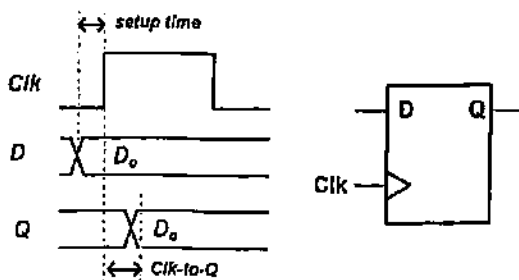 setup time
Clk
D
D₀
Q
D₀
Clk-to-Q
D Q
Clk